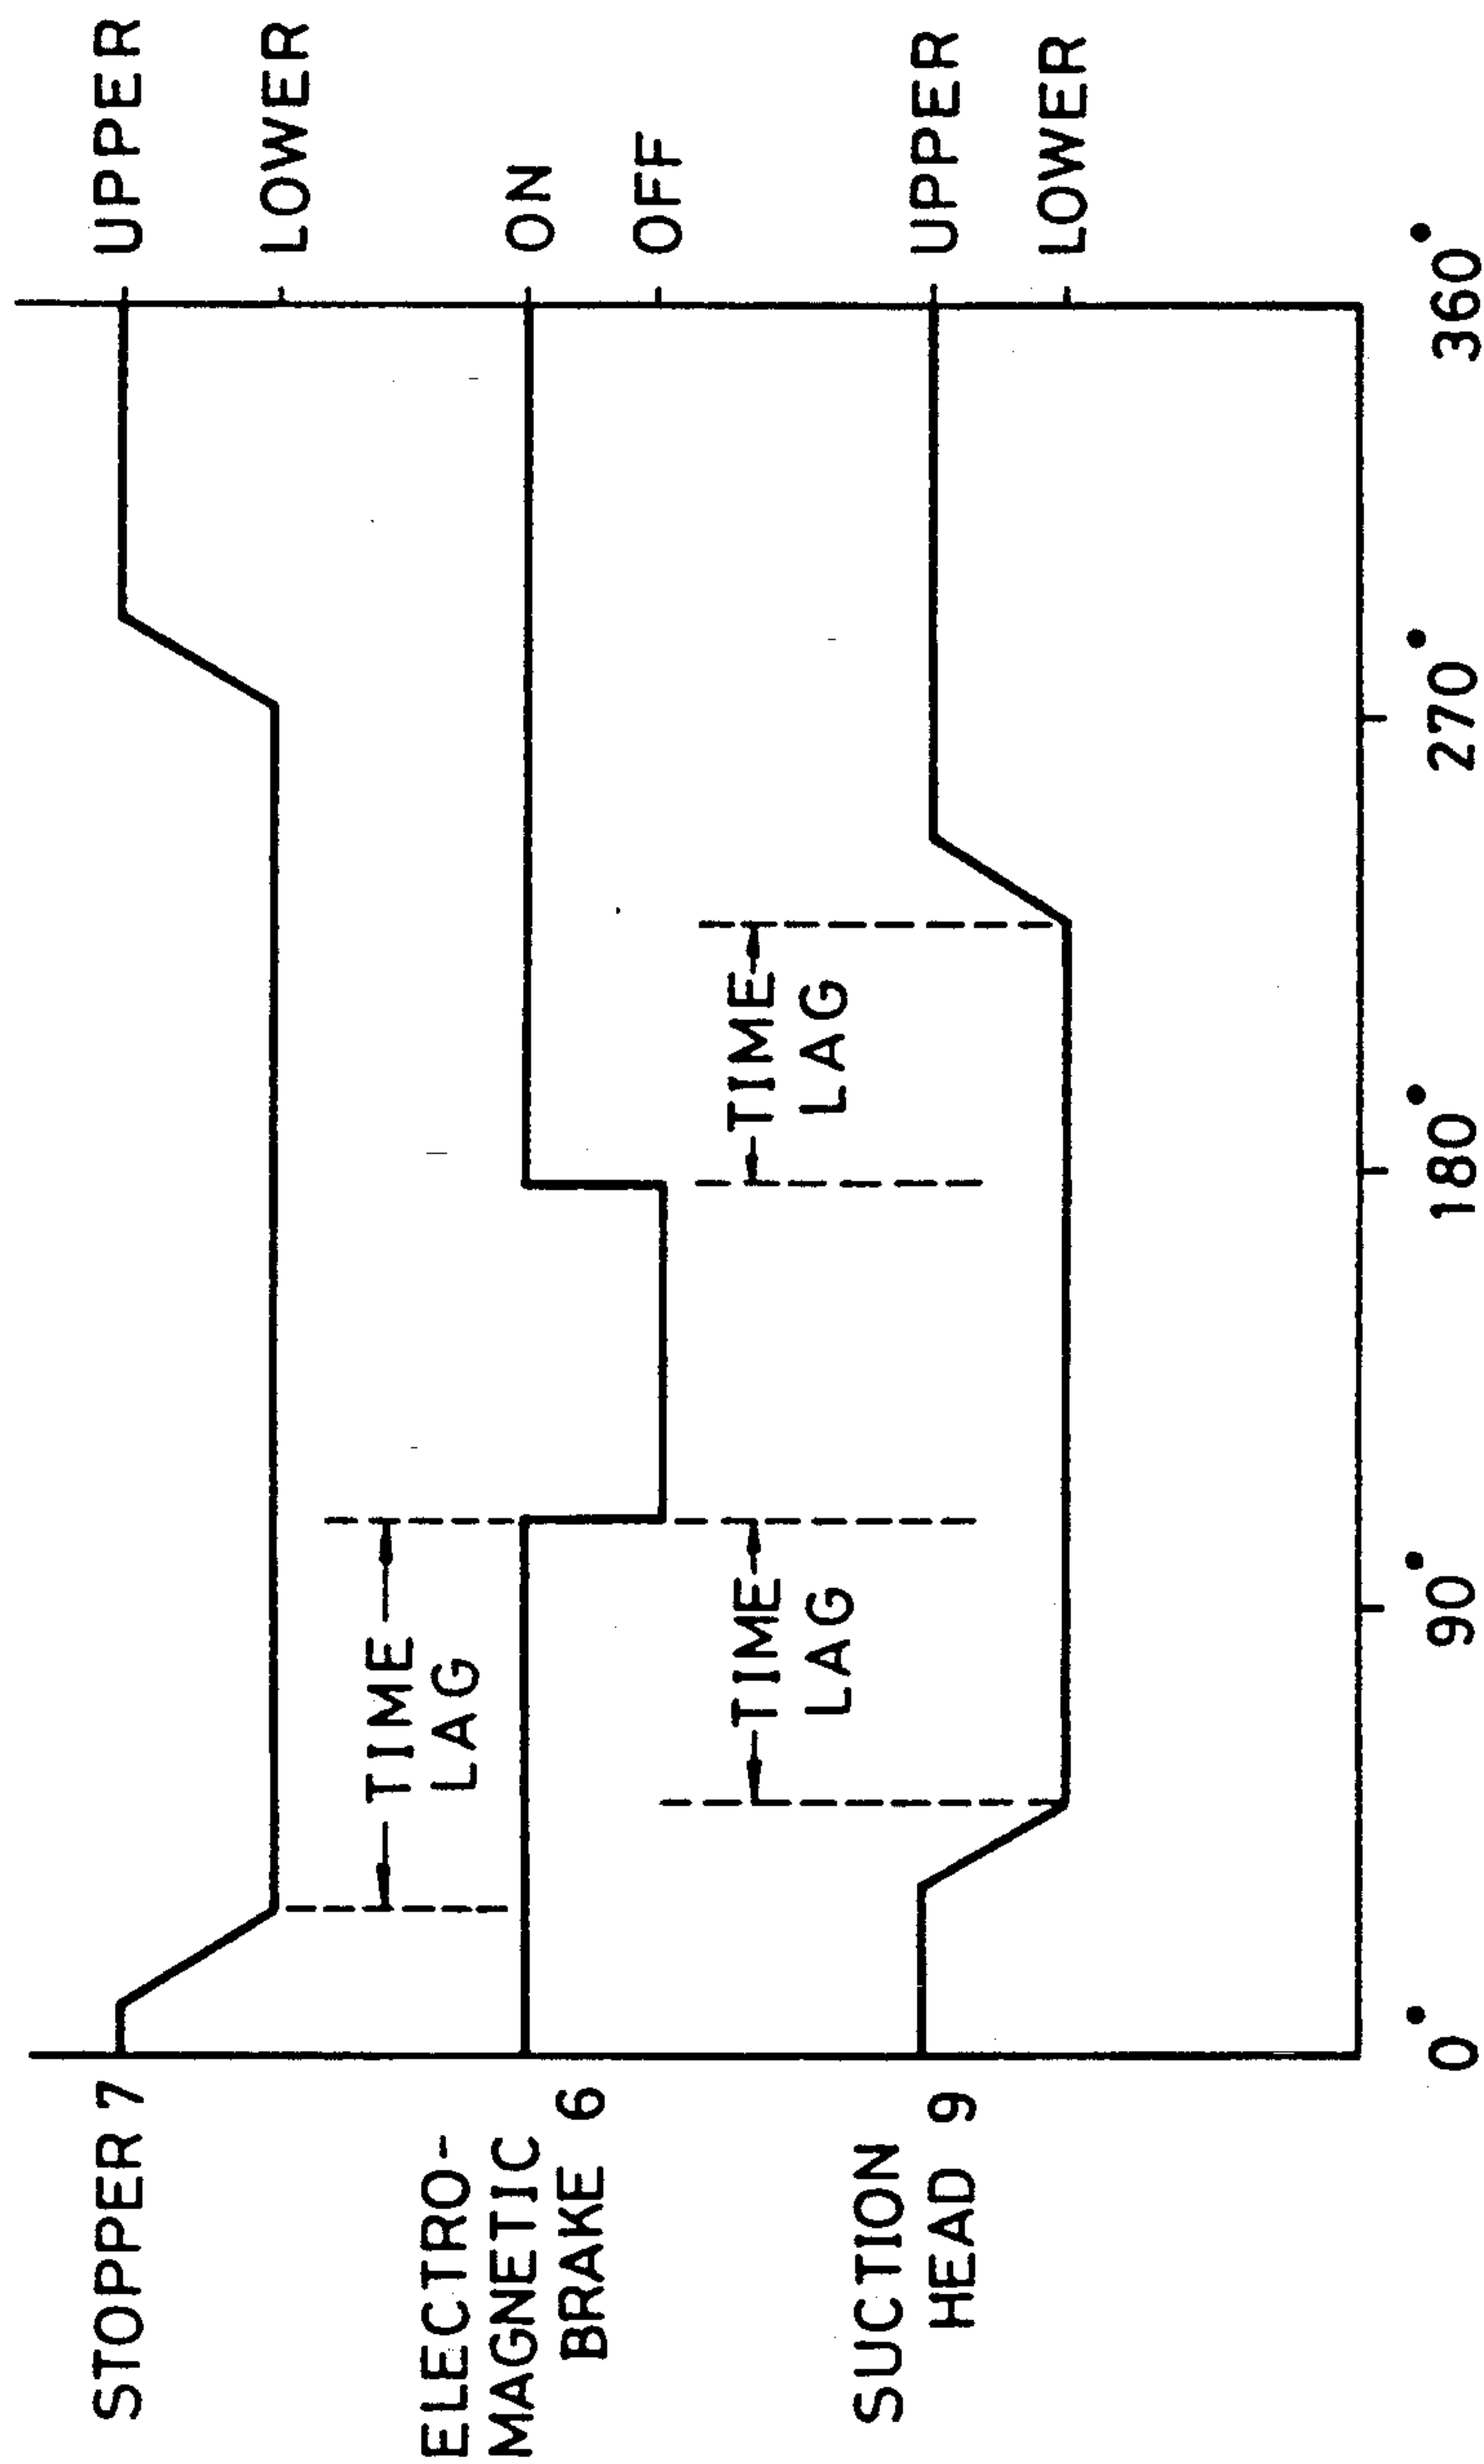 STOPPER 7
UPPER
LOWER
TIME
LAG
ELECTRO-
MAGNETIC
BRAKE 6
ON
OFF
TIME
LAG
TIME
LAG
SUCTION
HEAD 9
UPPER
LOWER
0°
90°
180°
270°
360°